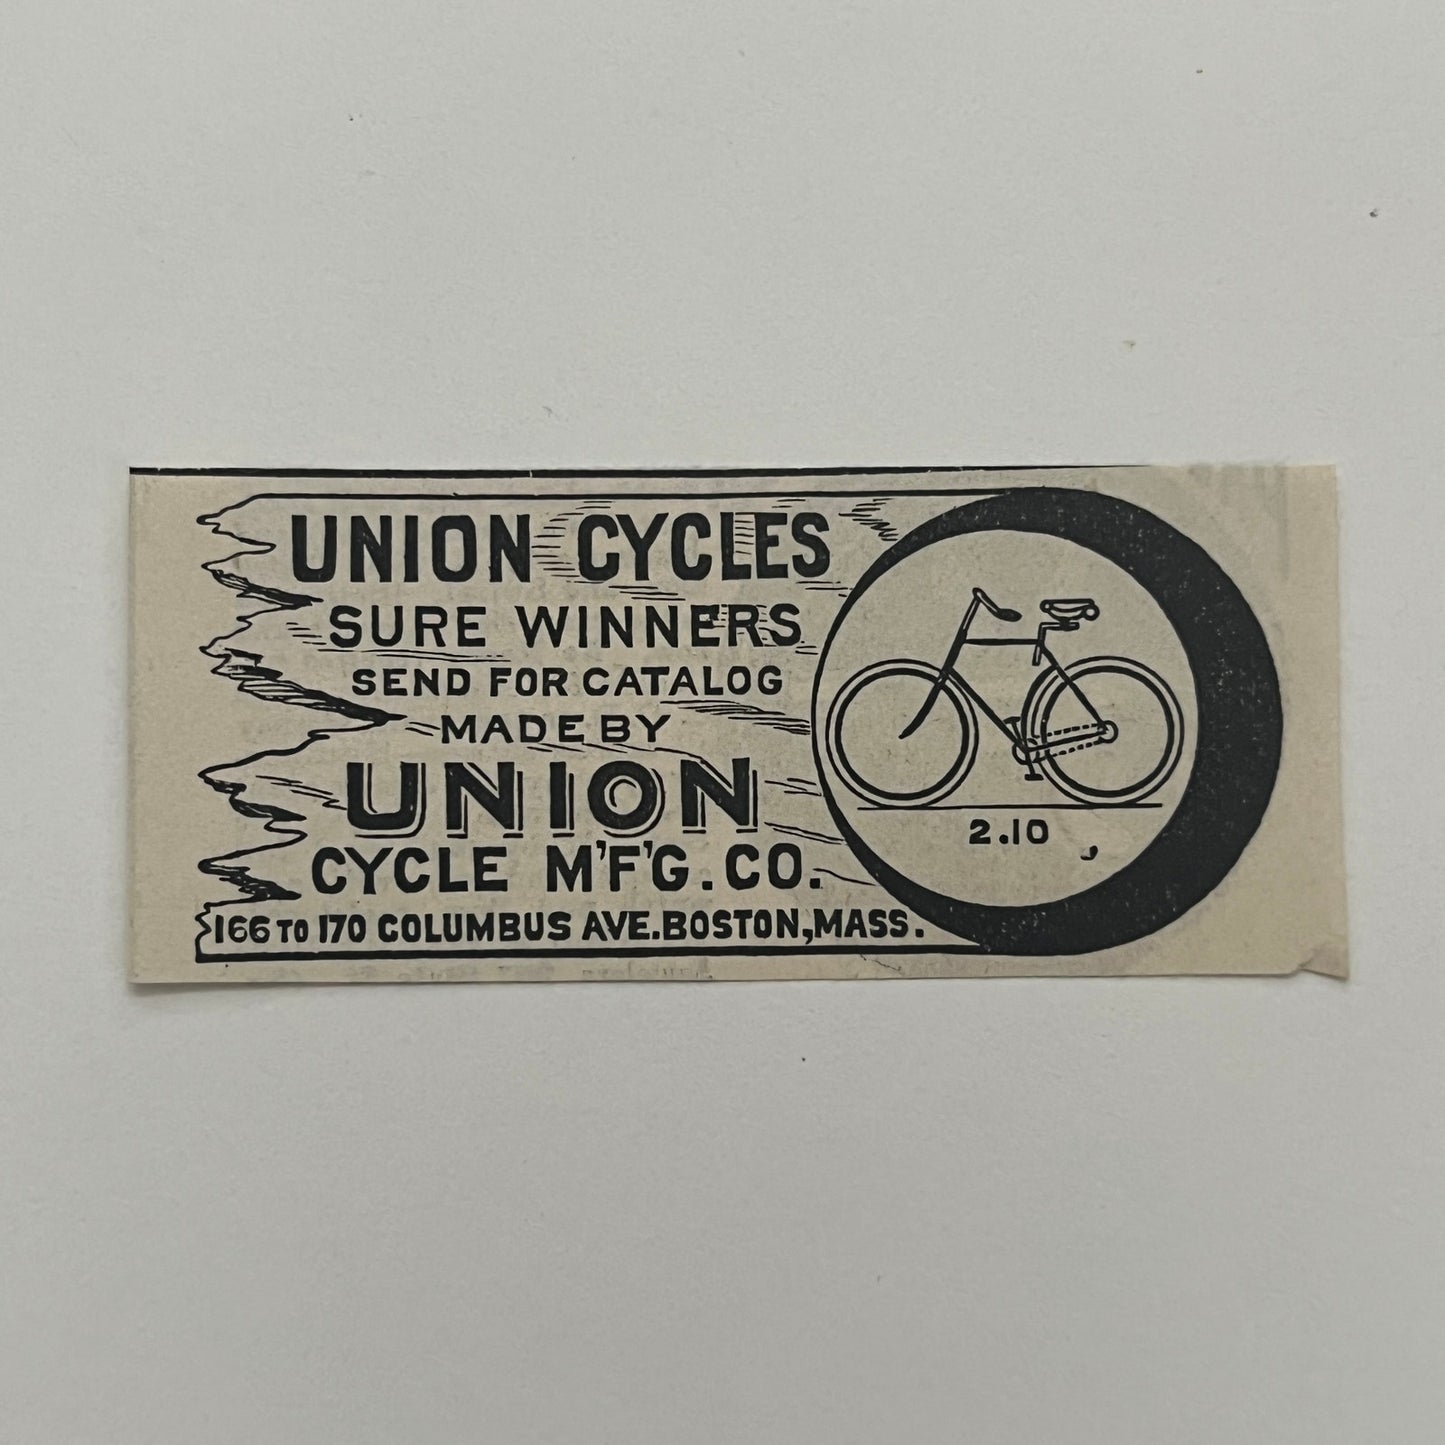 UNION CYCLES
SURE WINNERS
SEND FOR CATALOG
MADE BY
UNION
CYCLE M'F'G. CO.
166 TO 170 COLUMBUS AVE. BOSTON, MASS.
2.10